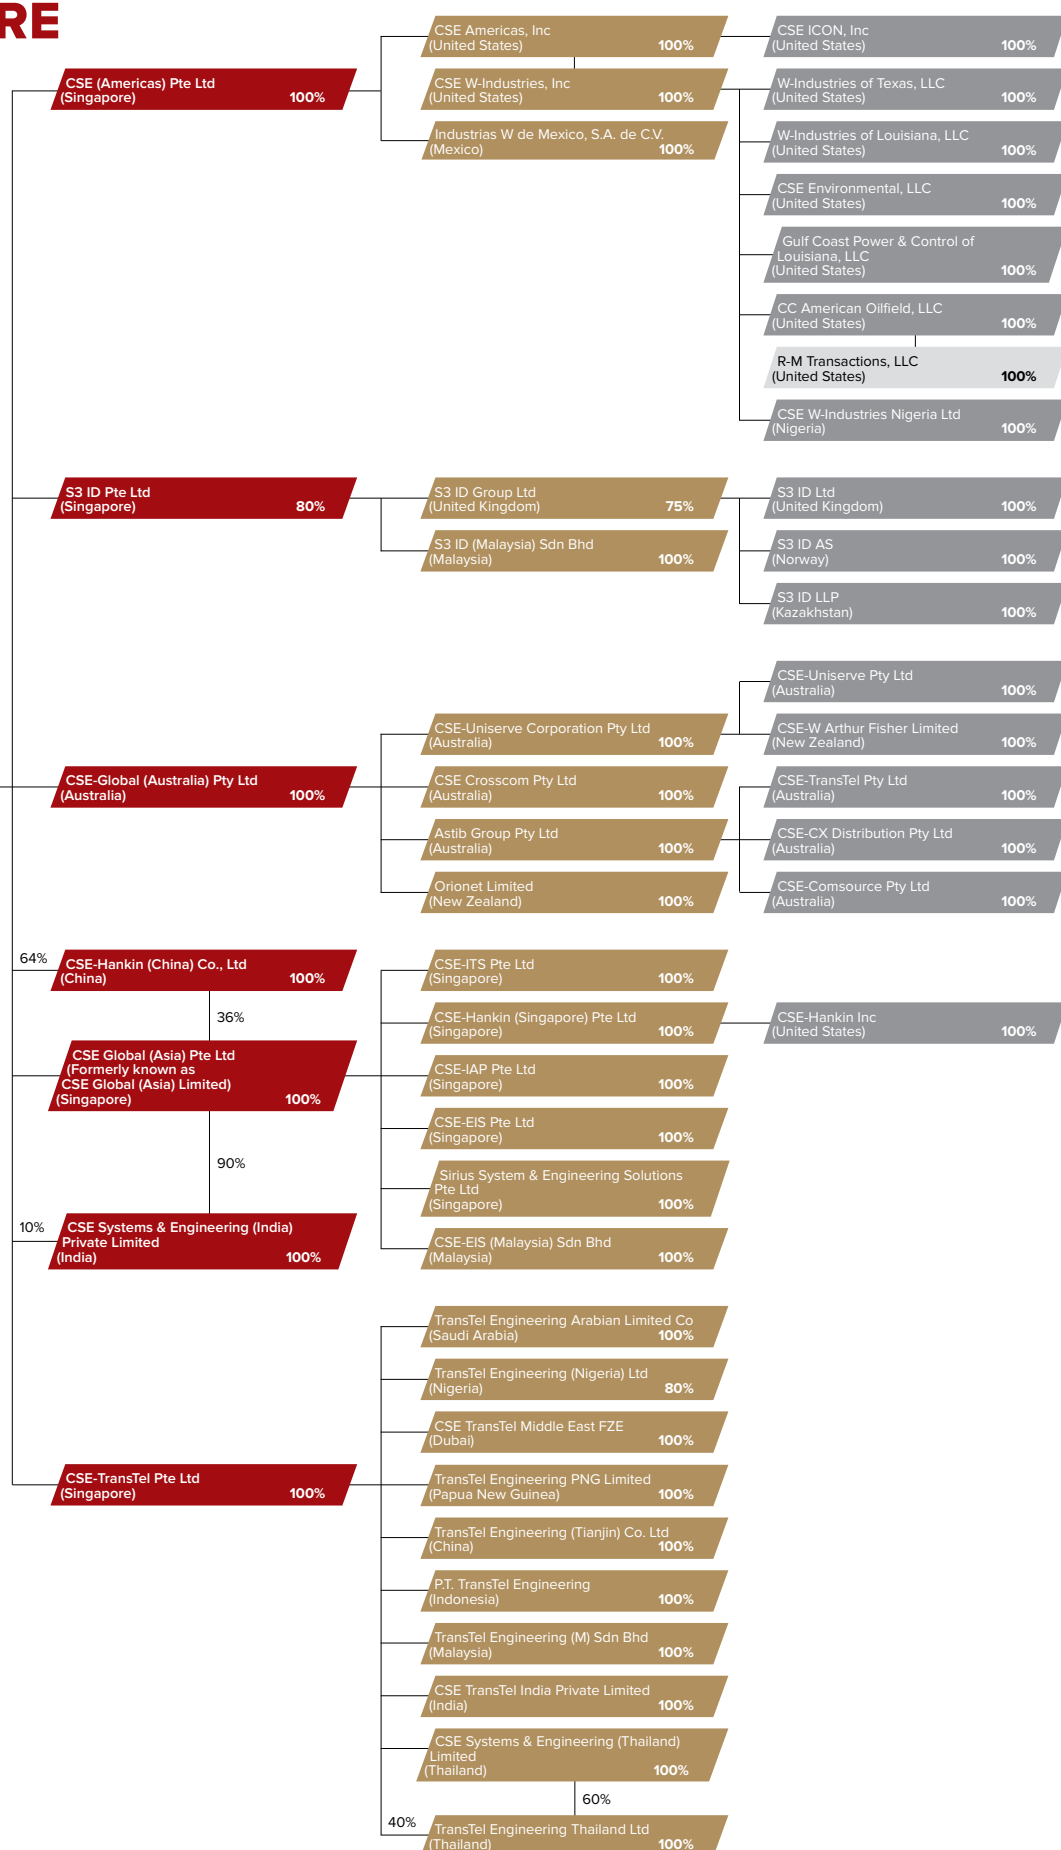 RE
CSE (Americas) Pte Ltd
(Singapore) 100%
CSE Americas, Inc
(United States) 100%
CSE W-Industries, Inc
(United States) 100%
Industrias W de Mexico, S.A. de C.V.
(Mexico) 100%
CSE ICON, Inc
(United States) 100%
W-Industries of Texas, LLC
(United States) 100%
W-Industries of Louisiana, LLC
(United States) 100%
CSE Environmental, LLC
(United States) 100%
Gulf Coast Power & Control of
Louisiana, LLC
(United States) 100%
CC American Oilfield, LLC
(United States) 100%
R-M Transactions, LLC
(United States) 100%
CSE W-Industries Nigeria Ltd
(Nigeria) 100%
S3 ID Pte Ltd
(Singapore) 80%
S3 ID Group Ltd
(United Kingdom) 75%
S3 ID (Malaysia) Sdn Bhd
(Malaysia) 100%
S3 ID Ltd
(United Kingdom) 100%
S3 ID AS
(Norway) 100%
S3 ID LLP
(Kazakhstan) 100%
CSE-Global (Australia) Pty Ltd
(Australia) 100%
CSE-Uniserve Corporation Pty Ltd
(Australia) 100%
CSE Crosscom Pty Ltd
(Australia) 100%
Astib Group Pty Ltd
(Australia) 100%
Orionet Limited
(New Zealand) 100%
CSE-Uniserve Pty Ltd
(Australia) 100%
CSE-W Arthur Fisher Limited
(New Zealand) 100%
CSE-TransTel Pty Ltd
(Australia) 100%
CSE-CX Distribution Pty Ltd
(Australia) 100%
CSE-Comsource Pty Ltd
(Australia) 100%
64%
CSE-Hankin (China) Co., Ltd
(China) 100%
36%
CSE Global (Asia) Pte Ltd
(Formerly known as
CSE Global (Asia) Limited)
(Singapore) 100%
90%
10%
CSE Systems & Engineering (India)
Private Limited
(India) 100%
CSE-ITS Pte Ltd
(Singapore) 100%
CSE-Hankin (Singapore) Pte Ltd
(Singapore) 100%
CSE-IAP Pte Ltd
(Singapore) 100%
CSE-EIS Pte Ltd
(Singapore) 100%
Sirius System & Engineering Solutions
Pte Ltd
(Singapore) 100%
CSE-EIS (Malaysia) Sdn Bhd
(Malaysia) 100%
CSE-Hankin Inc
(United States) 100%
CSE-TransTel Pte Ltd
(Singapore) 100%
TransTel Engineering Arabian Limited Co
(Saudi Arabia) 100%
TransTel Engineering (Nigeria) Ltd
(Nigeria) 80%
CSE TransTel Middle East FZE
(Dubai) 100%
TransTel Engineering PNG Limited
(Papua New Guinea) 100%
TransTel Engineering (Tianjin) Co. Ltd
(China) 100%
P.T. TransTel Engineering
(Indonesia) 100%
TransTel Engineering (M) Sdn Bhd
(Malaysia) 100%
CSE TransTel India Private Limited
(India) 100%
CSE Systems & Engineering (Thailand)
Limited
(Thailand) 100%
60%
40%
TransTel Engineering Thailand Ltd
(Thailand) 100%